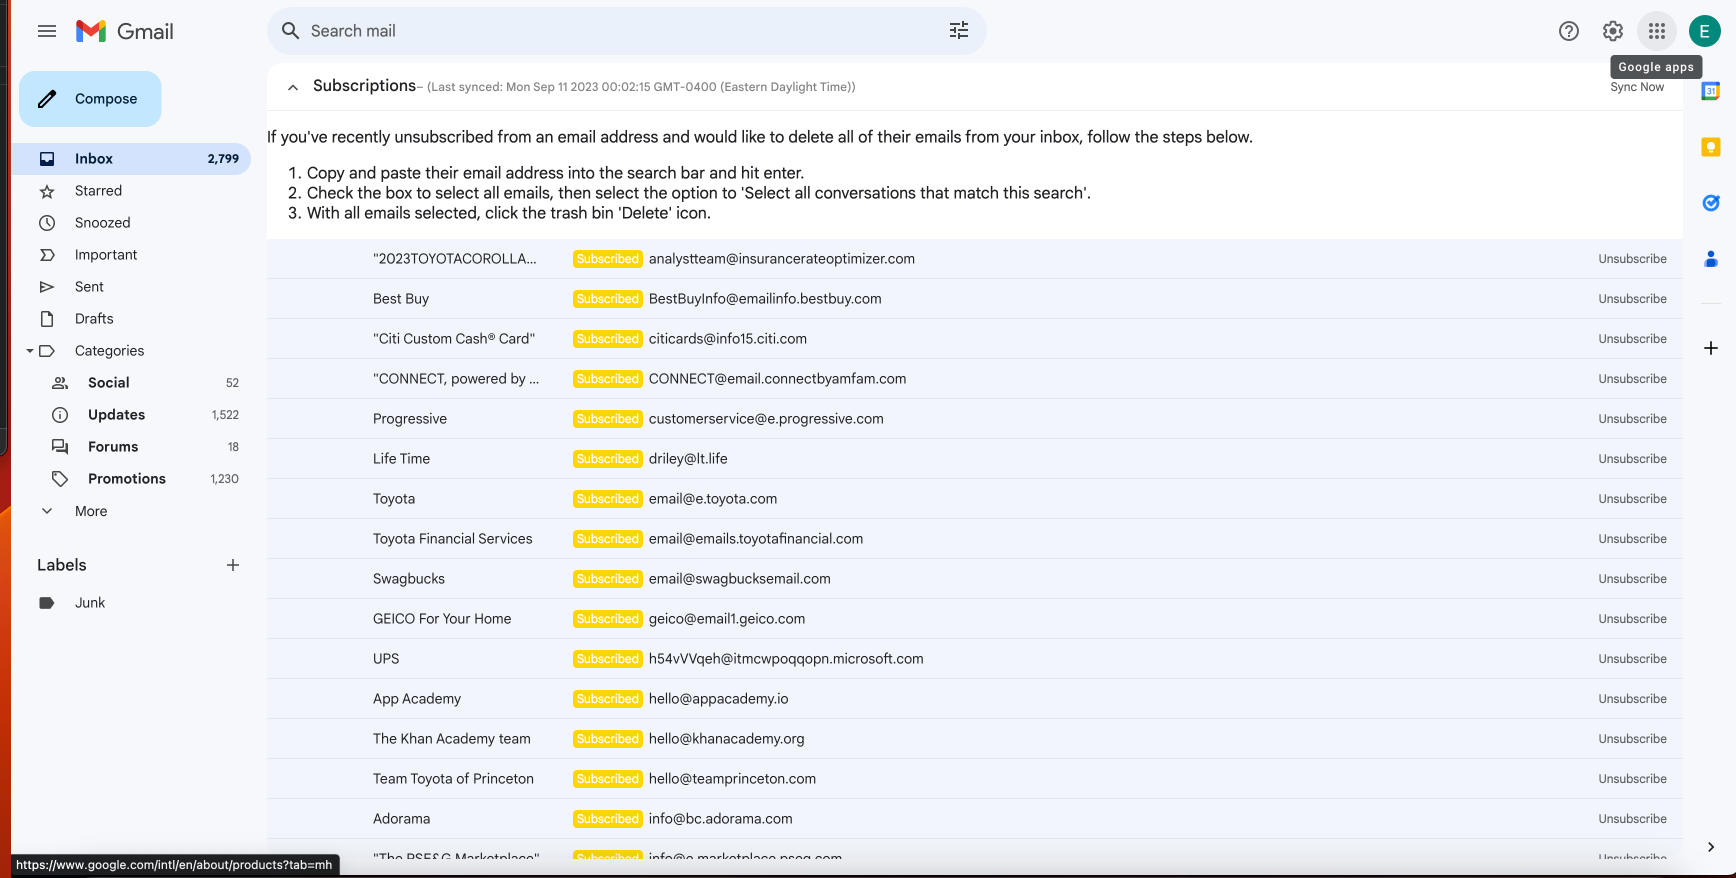 Gmail
Search mail
E
Google apps
Compose
Subscriptions– (Last synced: Mon Sep 11 2023 00:02:15 GMT-0400 (Eastern Daylight Time))
Sync Now
31
If you've recently unsubscribed from an email address and would like to delete all of their emails from your inbox, follow the steps below.
1. Copy and paste their email address into the search bar and hit enter.
2. Check the box to select all emails, then select the option to 'Select all conversations that match this search'.
3. With all emails selected, click the trash bin 'Delete' icon.
Inbox 2,799
Starred
Snoozed
Important
Sent
Drafts
Categories
Social 52
Updates 1,522
Forums 18
Promotions 1,230
More
Labels
Junk
"2023TOYOTACOROLLA... Subscribed analystteam@insurancerateoptimizer.com Unsubscribe
Best Buy Subscribed BestBuyInfo@emailinfo.bestbuy.com Unsubscribe
"Citi Custom Cash® Card" Subscribed citicards@info15.citi.com Unsubscribe
"CONNECT, powered by ... Subscribed CONNECT@email.connectbyamfam.com Unsubscribe
Progressive Subscribed customerservice@e.progressive.com Unsubscribe
Life Time Subscribed driley@lt.life Unsubscribe
Toyota Subscribed email@e.toyota.com Unsubscribe
Toyota Financial Services Subscribed email@emails.toyotafinancial.com Unsubscribe
Swagbucks Subscribed email@swagbucksemail.com Unsubscribe
GEICO For Your Home Subscribed geico@email1.geico.com Unsubscribe
UPS Subscribed h54vVVqeh@itmcwpoqqopn.microsoft.com Unsubscribe
App Academy Subscribed hello@appacademy.io Unsubscribe
The Khan Academy team Subscribed hello@khanacademy.org Unsubscribe
Team Toyota of Princeton Subscribed hello@teamprinceton.com Unsubscribe
Adorama Subscribed info@bc.adorama.com Unsubscribe
"The PSE&G Marketplace" Subscribed info@e.marketplace.pseg.com Unsubscribe
https://www.google.com/intl/en/about/products?tab=mh